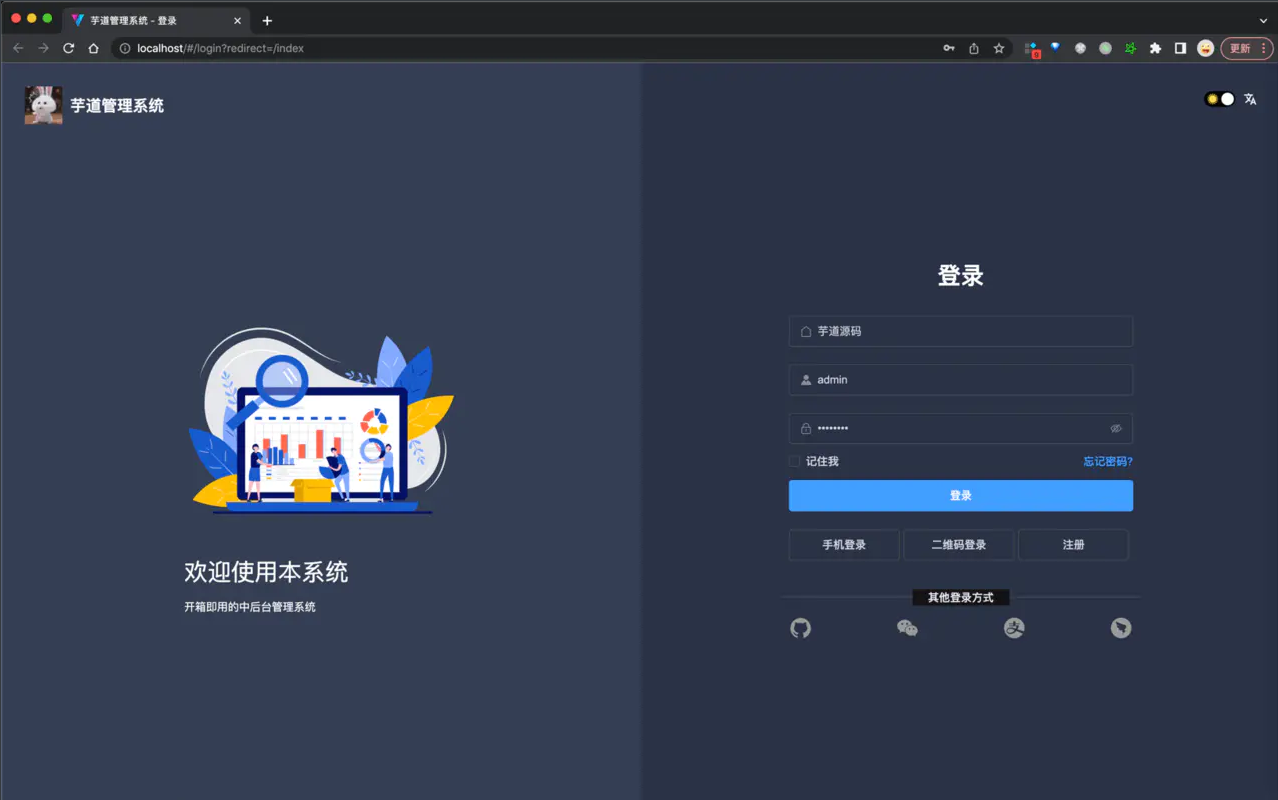 芋道管理系统 - 登录
localhost/#/login?redirect=/index
9
更新
芋道管理系统
欢迎使用本系统
开箱即用的中后台管理系统
登录
芋道源码
admin
••••••••
记住我
忘记密码?
登录
手机登录
二维码登录
注册
其他登录方式